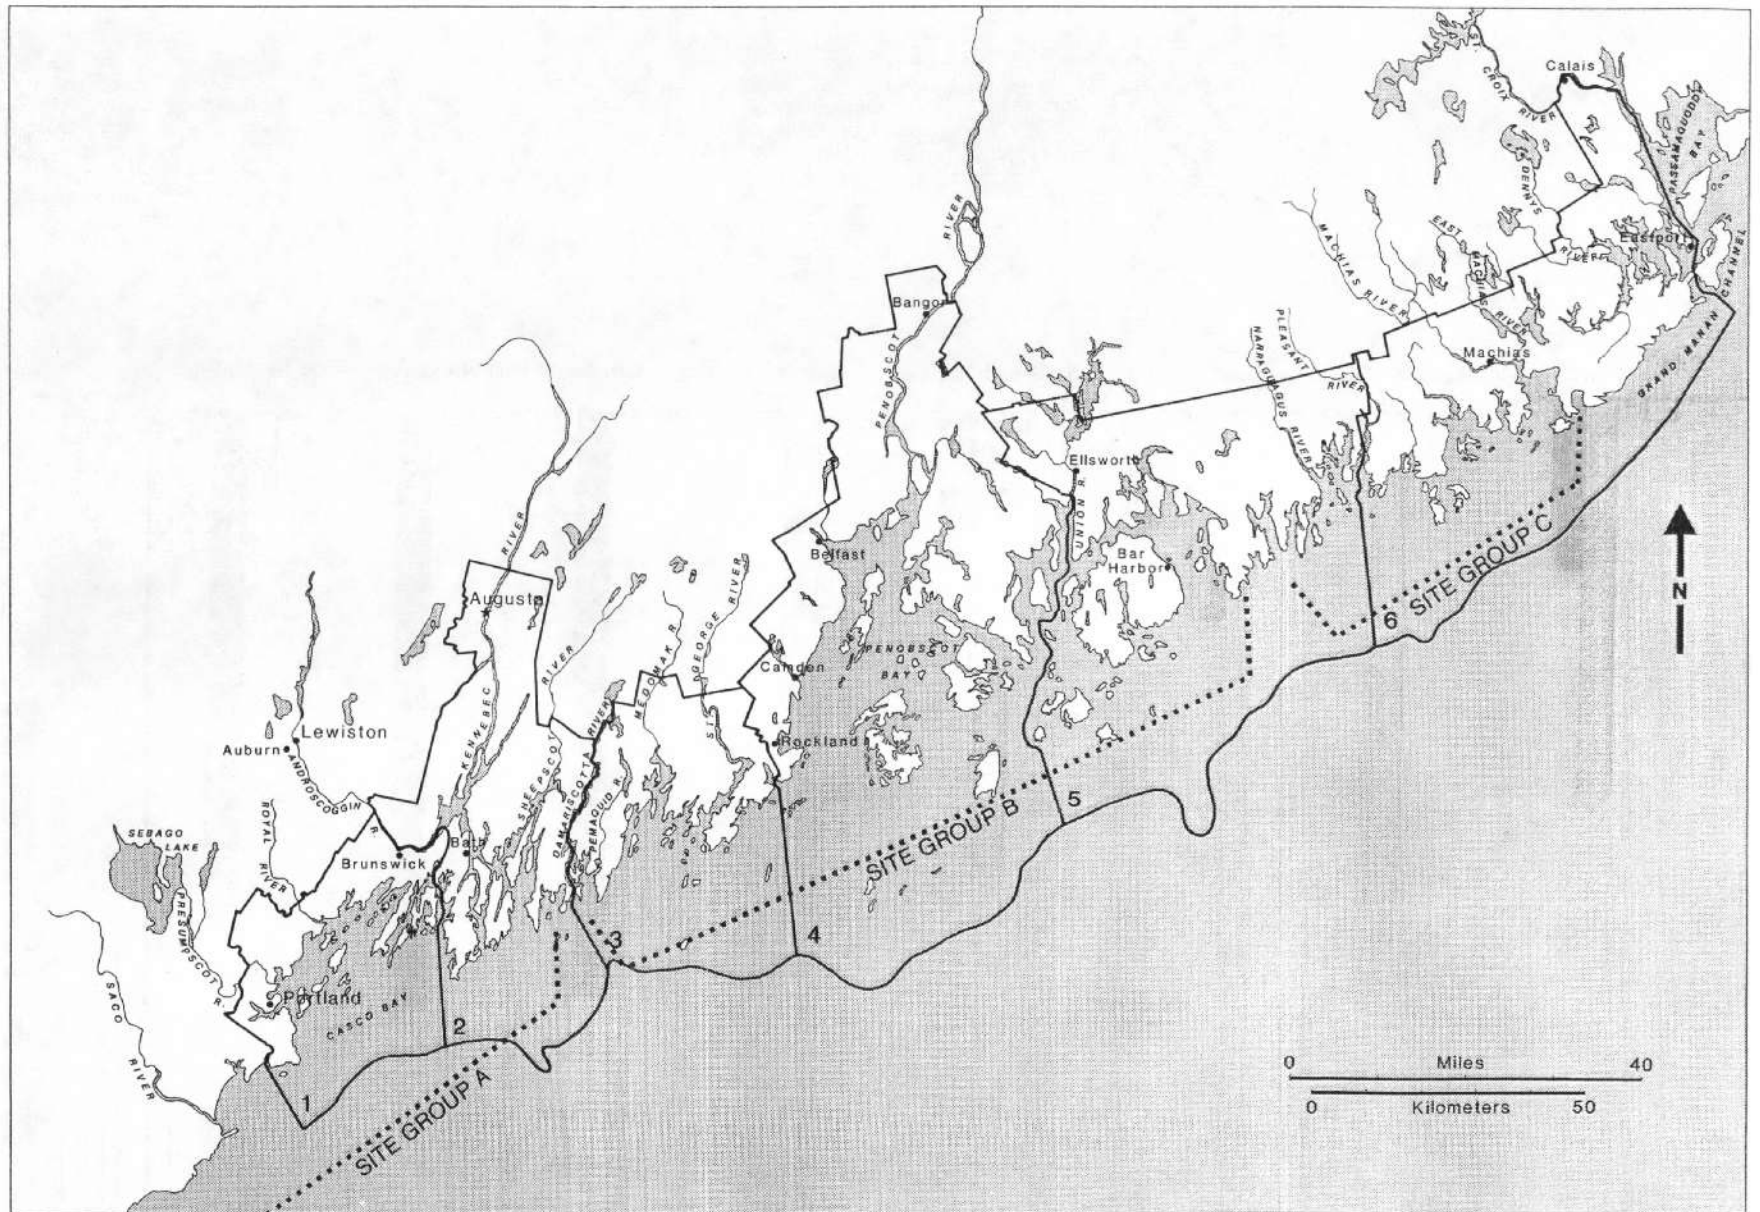 ST. CROIX RIVER
Calais
PASSAMAQUODDY
BAY
DENNYS
RIVER
EAST
MACHIAS
RIVER
MACHIAS RIVER
Eastport
GRAND MANAN CHANNEL
RIVER
Bangor
PENOBSCOT
PLEASANT
RIVER
NARRAGUAGUS RIVER
Machias
Ellsworth
UNION R.
Bar
Harbor
RIVER
Belfast
Augusta
RIVER
MEDOMAK R.
ST. GEORGE RIVER
PENOBSCOT
BAY
Camden
6
SITE GROUP C
N
KENNEBEC
SHEEPSCOT
DAMARISCOTTA RIVER
PEMAQUID R.
Rockland
Lewiston
Auburn
ANDROSCOGGIN R.
ROYAL RIVER
SEBAGO
LAKE
5
SITE GROUP B
Bath
Brunswick
PRESUMPSCOT R.
3
4
SACO
RIVER
Portland
CASCO BAY
2
1
SITE GROUP A
0 Miles 40
0 Kilometers 50